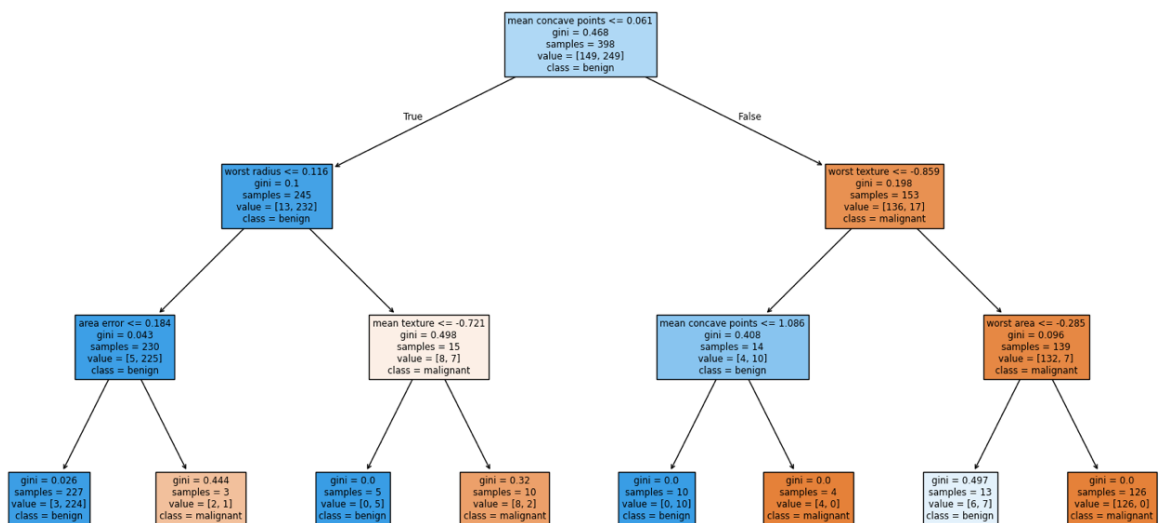 mean concave points <= 0.061
gini = 0.468
samples = 398
value = [149, 249]
class = benign
True
False
worst radius <= 0.116
gini = 0.1
samples = 245
value = [13, 232]
class = benign
worst texture <= -0.859
gini = 0.198
samples = 153
value = [136, 17]
class = malignant
area error <= 0.184
gini = 0.043
samples = 230
value = [5, 225]
class = benign
mean texture <= -0.721
gini = 0.498
samples = 15
value = [8, 7]
class = malignant
mean concave points <= 1.086
gini = 0.408
samples = 14
value = [4, 10]
class = benign
worst area <= -0.285
gini = 0.096
samples = 139
value = [132, 7]
class = malignant
gini = 0.026
samples = 227
value = [3, 224]
class = benign
gini = 0.444
samples = 3
value = [2, 1]
class = malignant
gini = 0.0
samples = 5
value = [0, 5]
class = benign
gini = 0.32
samples = 10
value = [8, 2]
class = malignant
gini = 0.0
samples = 10
value = [0, 10]
class = benign
gini = 0.0
samples = 4
value = [4, 0]
class = malignant
gini = 0.497
samples = 13
value = [6, 7]
class = benign
gini = 0.0
samples = 126
value = [126, 0]
class = malignant